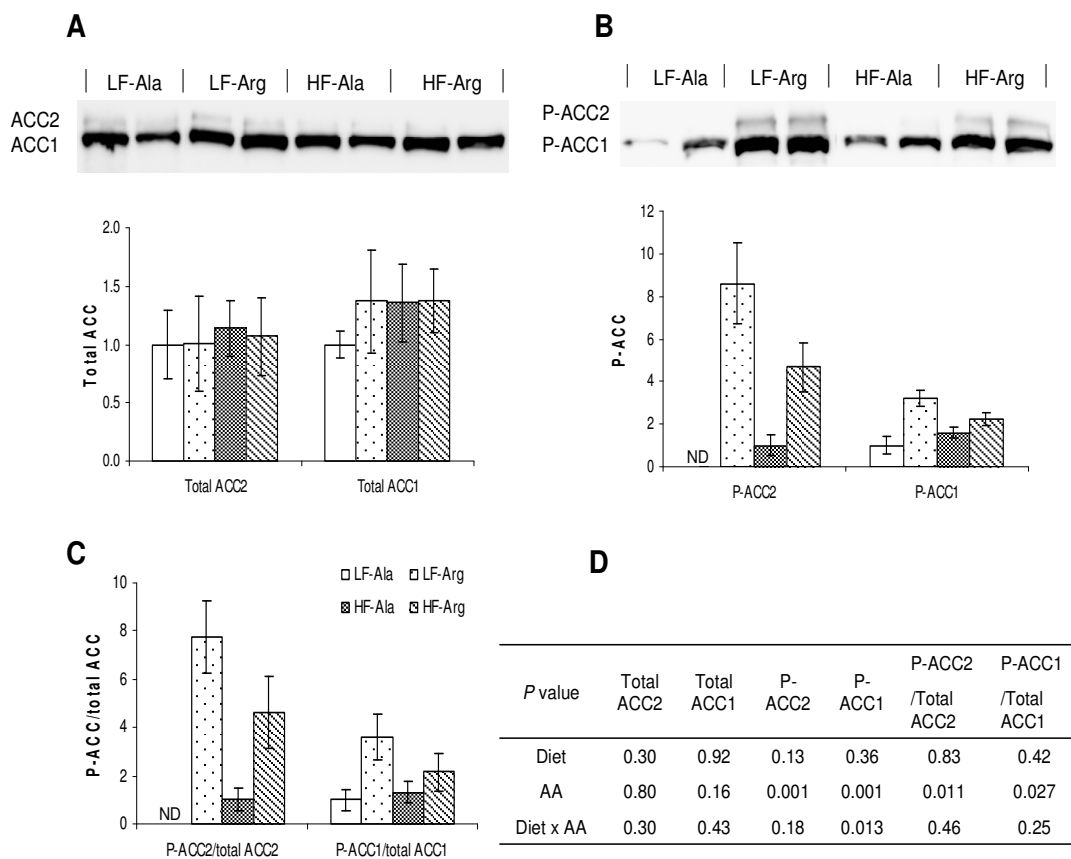 A
LF-Ala LF-Arg HF-Ala HF-Arg
ACC2
ACC1
Total ACC
2.0
1.5
1.0
0.5
0.0
Total ACC2 Total ACC1
B
LF-Ala LF-Arg HF-Ala HF-Arg
P-ACC2
P-ACC1
P-ACC
12
10
8
6
4
2
0
ND
P-ACC2 P-ACC1
C
LF-Ala LF-Arg
HF-Ala HF-Arg
P-ACC/total ACC
10
8
6
4
2
0
ND
P-ACC2/total ACC2 P-ACC1/total ACC1
D
P value Total ACC2 Total ACC1 P-ACC2 P-ACC1 P-ACC2/Total ACC2 P-ACC1/Total ACC1
Diet 0.30 0.92 0.13 0.36 0.83 0.42
AA 0.80 0.16 0.001 0.001 0.011 0.027
Diet x AA 0.30 0.43 0.18 0.013 0.46 0.25